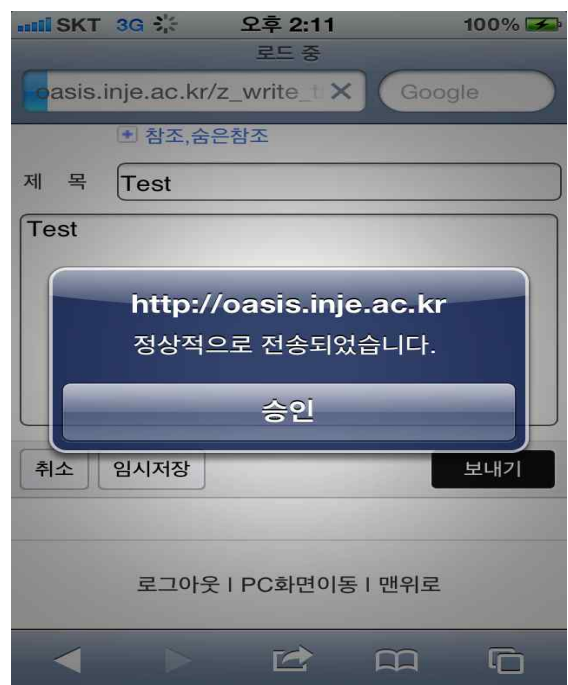 SKT 3G 오후 2:11 100%
로드 중
oasis.inje.ac.kr/z_write_t Google
참조,숨은참조
제 목 Test
Test
http://oasis.inje.ac.kr
정상적으로 전송되었습니다.
승인
취소 임시저장 보내기
로그아웃 | PC화면이동 | 맨위로